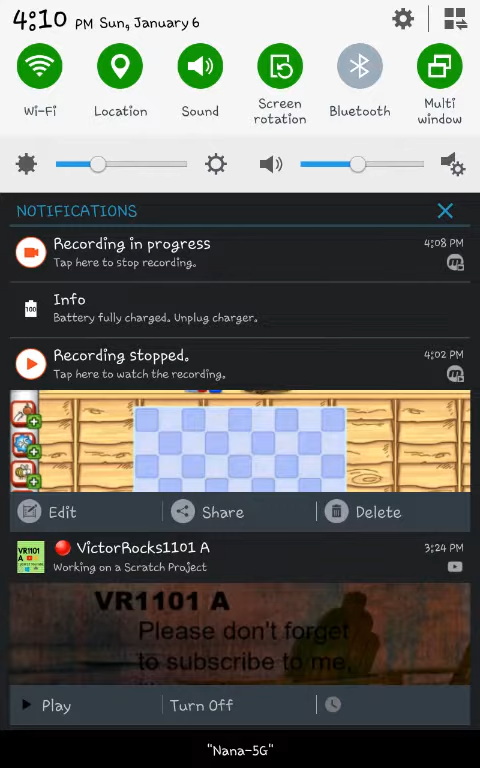 4:10 PM Sun, January 6
Wi-Fi
Location
Sound
Screen
rotation
Bluetooth
Multi
window
NOTIFICATIONS
Recording in progress
4:08 PM
Tap here to stop recording.
100
Info
Battery fully charged. Unplug charger.
Recording stopped.
4:02 PM
Tap here to watch the recording.
Edit
Share
Delete
VR1101
A
VictorRocks1101 A
3:24 PM
Working on a Scratch Project
VR1101 A
Please don't forget
to subscribe to me,
Play
Turn Off
"Nana-5G"